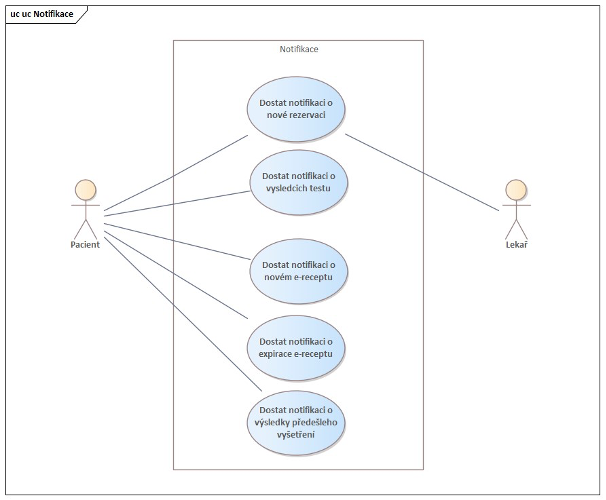 uc uc Notifikace
Notifikace
Dostat notifikaci o
nové rezervaci
Dostat notifikaci o
vysledcich testu
Dostat notifikaci o
novém e-receptu
Dostat notifikaci o
expirace e-receptu
Dostat notifikaci o
výsledky předešleho
vyšetření
Pacient
Lekař